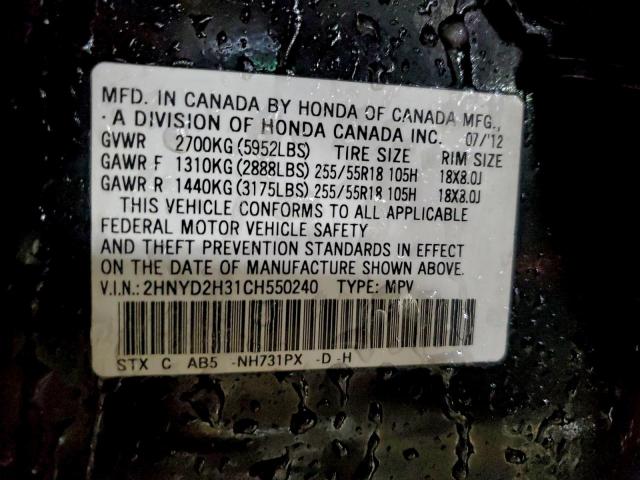 MFD. IN CANADA BY HONDA OF CANADA MFG.,
· A DIVISION OF HONDA CANADA INC. 07/'12
GVWR 2700KG (5952LBS) TIRE SIZE RIM SIZE
GAWR F 1310KG (2888LBS) 255/55R18 105H 18X8.0J
GAWR R 1440KG (3175LBS) 255/55R18 105H 18X8.0J
THIS VEHICLE CONFORMS TO ALL APPLICABLE
FEDERAL MOTOR VEHICLE SAFETY
AND THEFT PREVENTION STANDARDS IN EFFECT
ON THE DATE OF MANUFACTURE SHOWN ABOVE.
V.I.N.: 2HNYD2H31CH550240 TYPE: MPV
STX C AB5 -NH731PX -D -H